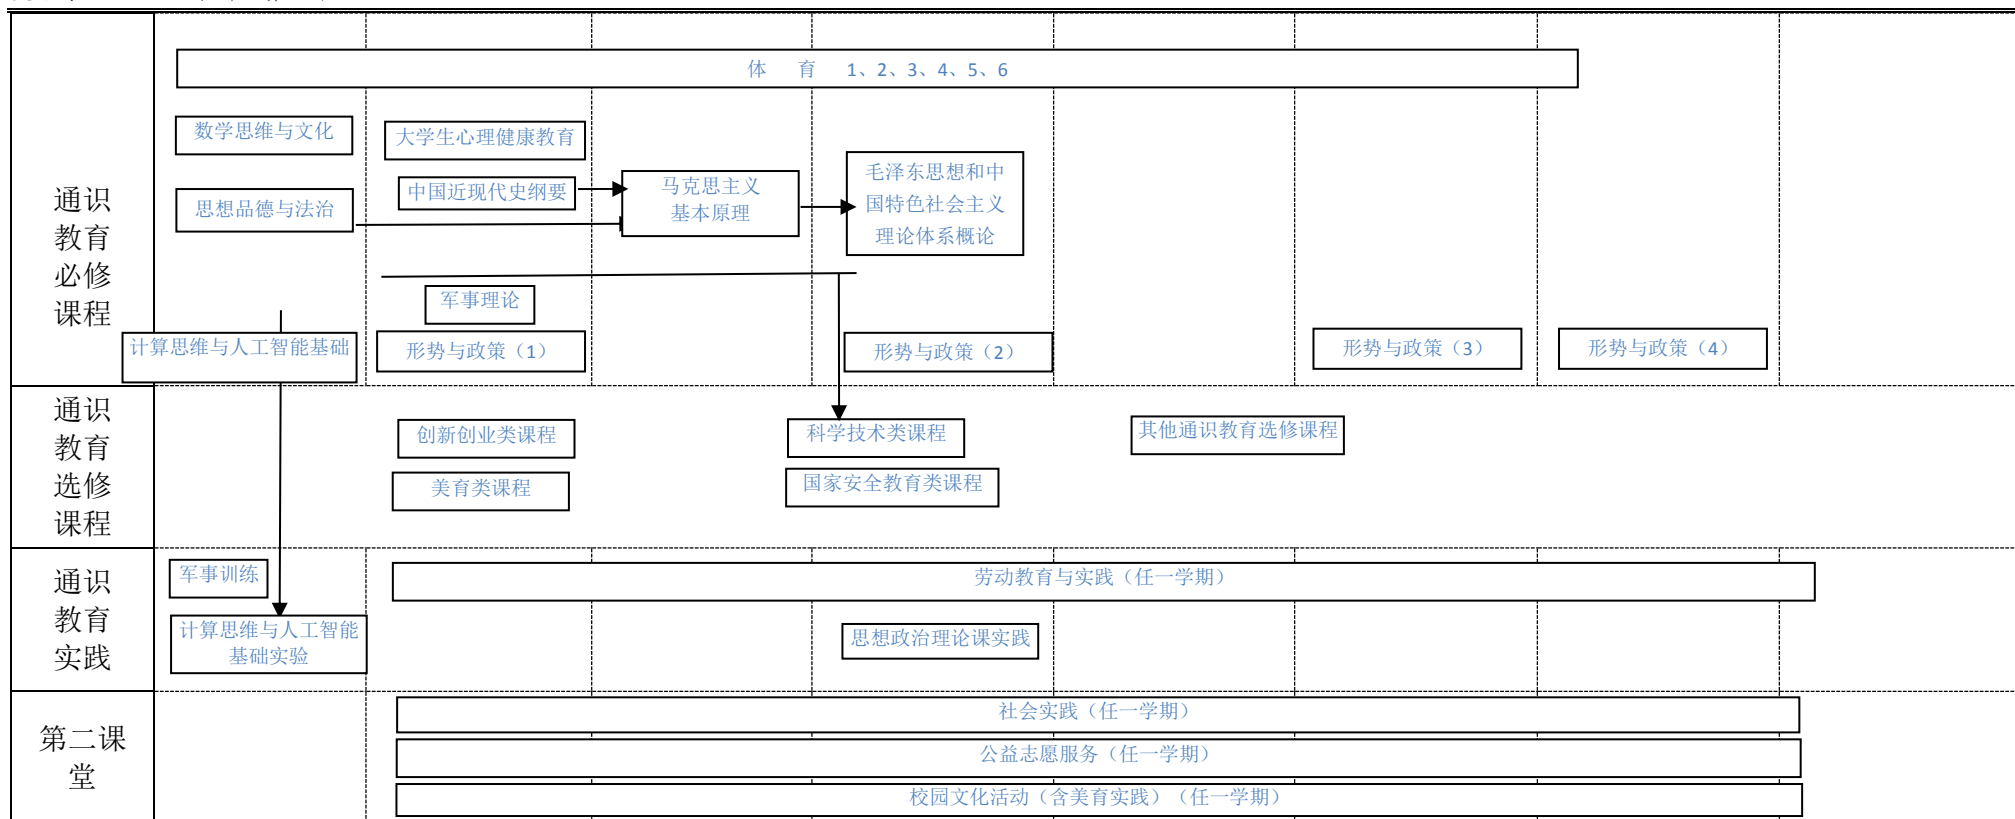 体 育 1、2、3、4、5、6
通识
教育
必修
课程
数学思维与文化
大学生心理健康教育
思想品德与法治
中国近现代史纲要
马克思主义
基本原理
毛泽东思想和中
国特色社会主义
理论体系概论
军事理论
计算思维与人工智能基础
形势与政策（1）
形势与政策（2）
形势与政策（3）
形势与政策（4）
通识
教育
选修
课程
创新创业类课程
科学技术类课程
其他通识教育选修课程
美育类课程
国家安全教育类课程
通识
教育
实践
军事训练
劳动教育与实践（任一学期）
计算思维与人工智能
基础实验
思想政治理论课实践
第二课
堂
社会实践（任一学期）
公益志愿服务（任一学期）
校园文化活动（含美育实践）（任一学期）